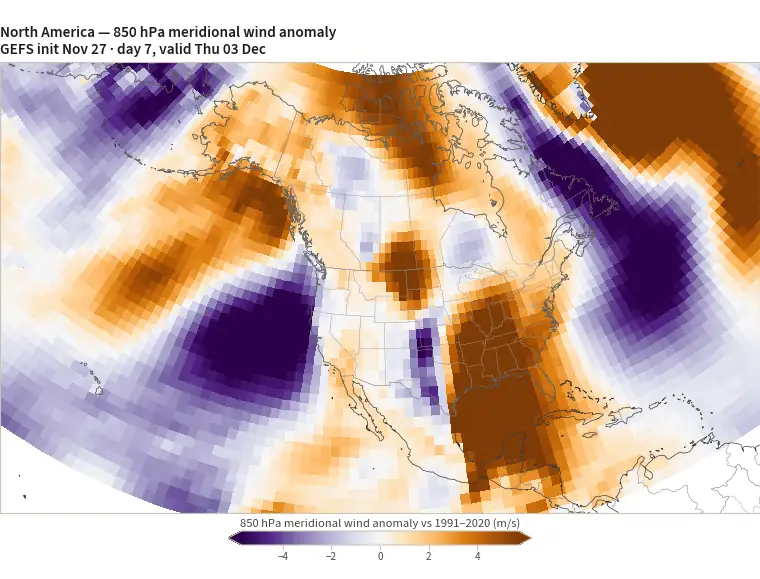 North America — 850 hPa meridional wind anomaly
GEFS init Nov 27 · day 7, valid Thu 03 Dec
850 hPa meridional wind anomaly vs 1991–2020 (m/s)
−4 −2 0 2 4